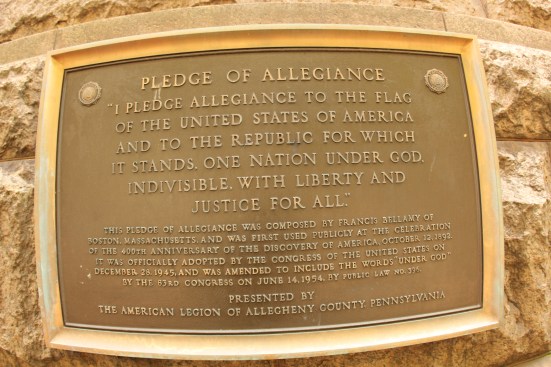 PLEDGE OF ALLEGIANCE
"I PLEDGE ALLEGIANCE TO THE FLAG
OF THE UNITED STATES OF AMERICA
AND TO THE REPUBLIC FOR WHICH
IT STANDS, ONE NATION UNDER GOD,
INDIVISIBLE, WITH LIBERTY AND
JUSTICE FOR ALL."
THIS PLEDGE OF ALLEGIANCE WAS COMPOSED BY FRANCIS BELLAMY OF
BOSTON, MASSACHUSETTS, AND WAS FIRST USED PUBLICLY AT THE CELEBRATION
OF THE 400TH ANNIVERSARY OF THE DISCOVERY OF AMERICA, OCTOBER 12, 1892.
IT WAS OFFICIALLY ADOPTED BY THE CONGRESS OF THE UNITED STATES ON
DECEMBER 28, 1945, AND WAS AMENDED TO INCLUDE THE WORDS "UNDER GOD"
BY THE 83RD CONGRESS ON JUNE 14, 1954, BY PUBLIC LAW NO.
PRESENTED BY
THE AMERICAN LEGION OF ALLEGHENY COUNTY, PENNSYLVANIA